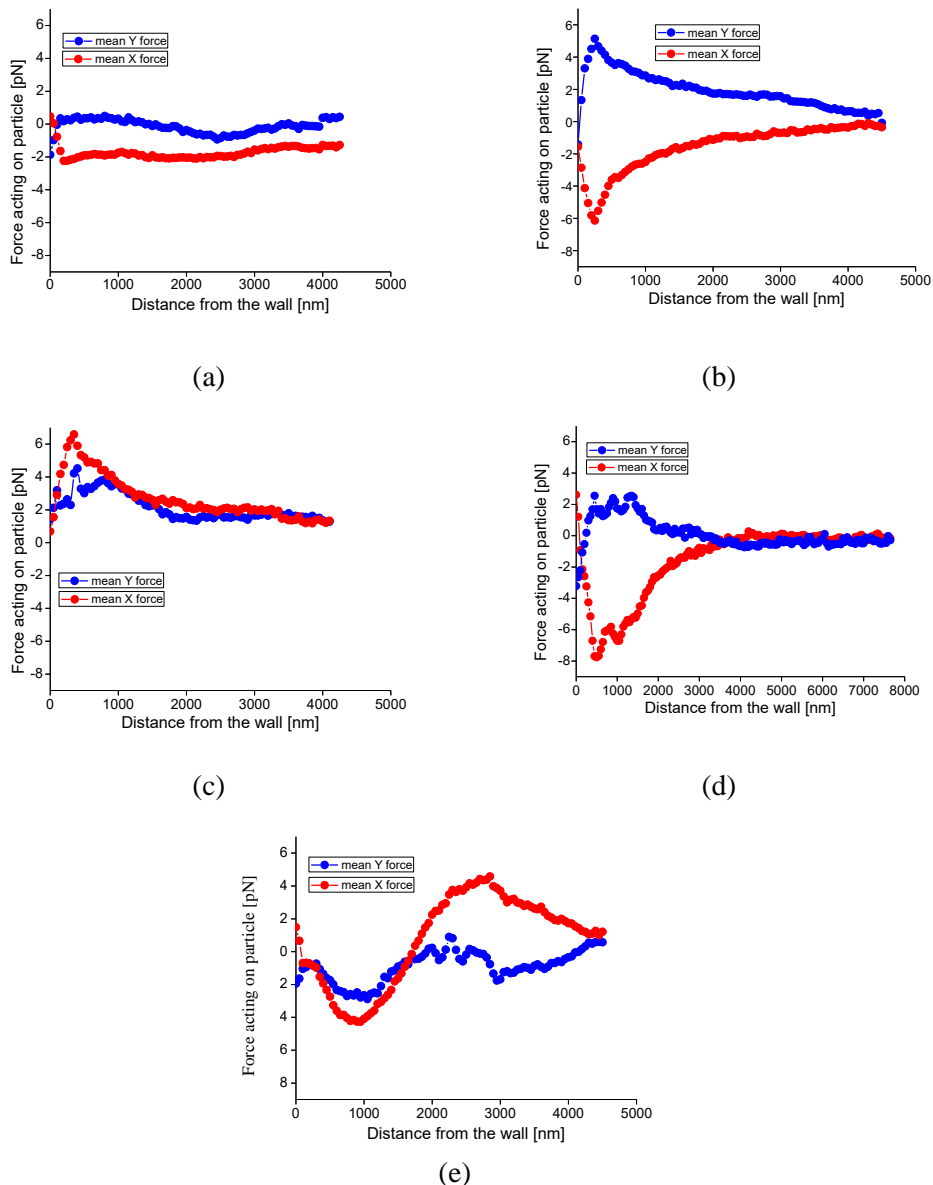 6
4
2
0
-2
-4
-6
-8
Force acting on particle [pN]
mean Y force
mean X force
0 1000 2000 3000 4000 5000
Distance from the wall [nm]
(a)
6
4
2
0
-2
-4
-6
-8
Force acting on particle [pN]
mean Y force
mean X force
0 1000 2000 3000 4000 5000
Distance from the wall [nm]
(b)
6
4
2
0
-2
-4
-6
-8
Force acting on particle [pN]
mean Y force
mean X force
0 1000 2000 3000 4000 5000
Distance from the wall [nm]
(c)
6
4
2
0
-2
-4
-6
-8
Force acting on particle [pN]
mean Y force
mean X force
0 1000 2000 3000 4000 5000 6000 7000 8000
Distance from the wall [nm]
(d)
6
4
2
0
2
4
6
8
Force acting on particle [pN]
mean Y force
mean X force
0 1000 2000 3000 4000 5000
Distance from the wall [nm]
(e)